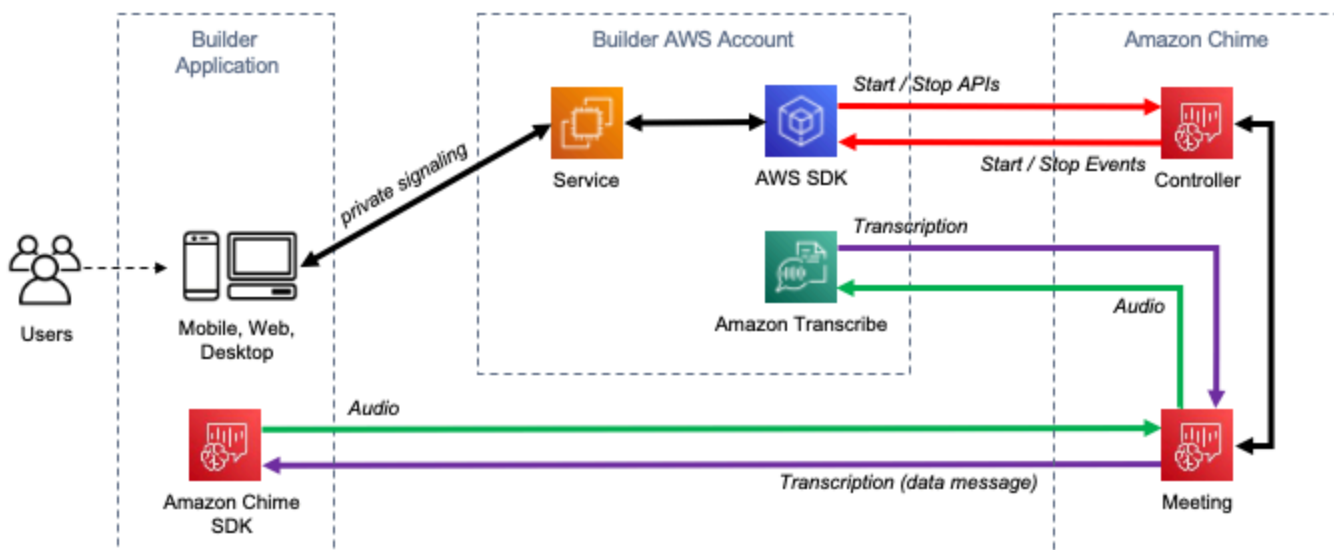 Builder
Application
Builder AWS Account
Amazon Chime
Start / Stop APIs
private signaling
Service
AWS SDK
Start / Stop Events
Controller
Transcription
Users
Mobile, Web,
Desktop
Amazon Transcribe
Audio
Audio
Amazon Chime
SDK
Transcription (data message)
Meeting